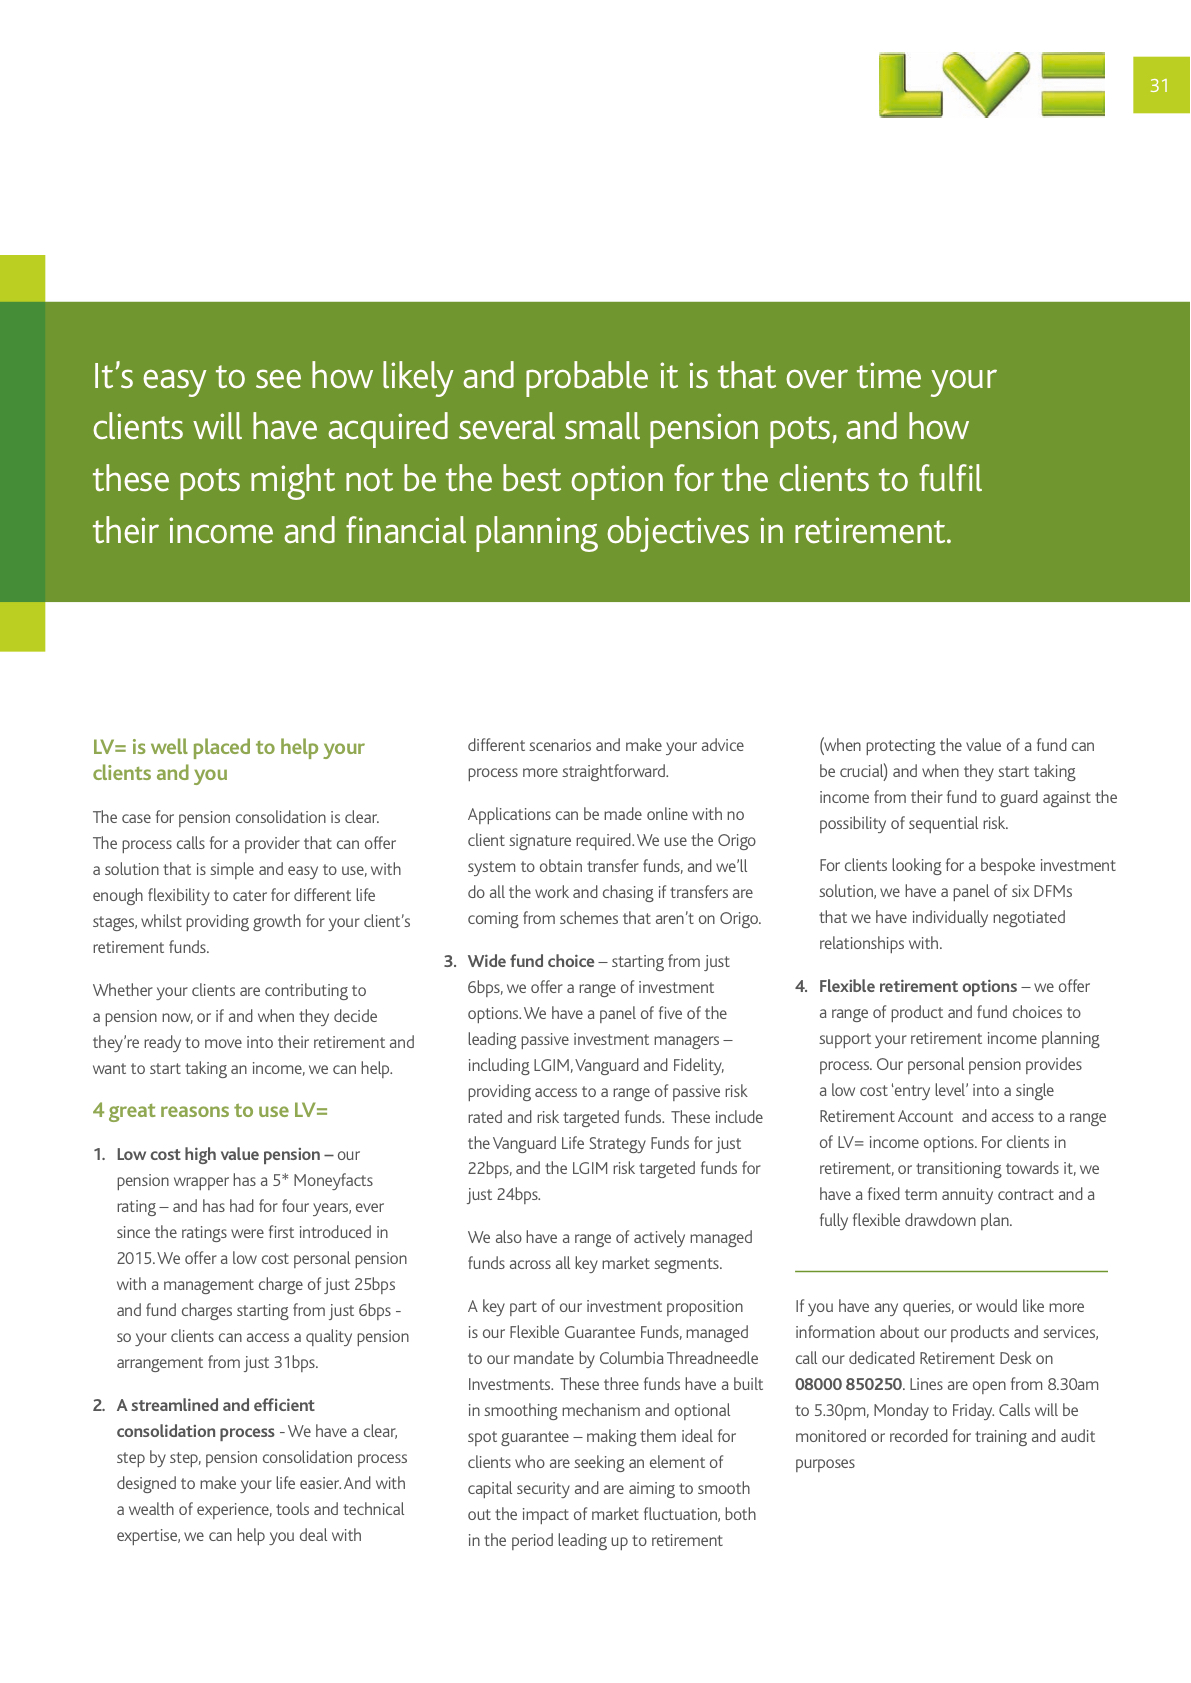 LV=
31
It’s easy to see how likely and probable it is that over time your
clients will have acquired several small pension pots, and how
these pots might not be the best option for the clients to fulfil
their income and financial planning objectives in retirement.
LV= is well placed to help your
clients and you
The case for pension consolidation is clear.
The process calls for a provider that can offer
a solution that is simple and easy to use, with
enough flexibility to cater for different life
stages, whilst providing growth for your client’s
retirement funds.
Whether your clients are contributing to
a pension now, or if and when they decide
they’re ready to move into their retirement and
want to start taking an income, we can help.
4 great reasons to use LV=
1. Low cost high value pension – our
pension wrapper has a 5* Moneyfacts
rating – and has had for four years, ever
since the ratings were first introduced in
2015. We offer a low cost personal pension
with a management charge of just 25bps
and fund charges starting from just 6bps -
so your clients can access a quality pension
arrangement from just 31bps.
2. A streamlined and efficient
consolidation process - We have a clear,
step by step, pension consolidation process
designed to make your life easier. And with
a wealth of experience, tools and technical
expertise, we can help you deal with
different scenarios and make your advice
process more straightforward.
Applications can be made online with no
client signature required. We use the Origo
system to obtain transfer funds, and we’ll
do all the work and chasing if transfers are
coming from schemes that aren’t on Origo.
3. Wide fund choice – starting from just
6bps, we offer a range of investment
options. We have a panel of five of the
leading passive investment managers –
including LGIM, Vanguard and Fidelity,
providing access to a range of passive risk
rated and risk targeted funds. These include
the Vanguard Life Strategy Funds for just
22bps, and the LGIM risk targeted funds for
just 24bps.
We also have a range of actively managed
funds across all key market segments.
A key part of our investment proposition
is our Flexible Guarantee Funds, managed
to our mandate by Columbia Threadneedle
Investments. These three funds have a built
in smoothing mechanism and optional
spot guarantee – making them ideal for
clients who are seeking an element of
capital security and are aiming to smooth
out the impact of market fluctuation, both
in the period leading up to retirement
(when protecting the value of a fund can
be crucial) and when they start taking
income from their fund to guard against the
possibility of sequential risk.
For clients looking for a bespoke investment
solution, we have a panel of six DFMs
that we have individually negotiated
relationships with.
4. Flexible retirement options – we offer
a range of product and fund choices to
support your retirement income planning
process. Our personal pension provides
a low cost ‘entry level’ into a single
Retirement Account and access to a range
of LV= income options. For clients in
retirement, or transitioning towards it, we
have a fixed term annuity contract and a
fully flexible drawdown plan.
If you have any queries, or would like more
information about our products and services,
call our dedicated Retirement Desk on
08000 850250. Lines are open from 8.30am
to 5.30pm, Monday to Friday. Calls will be
monitored or recorded for training and audit
purposes